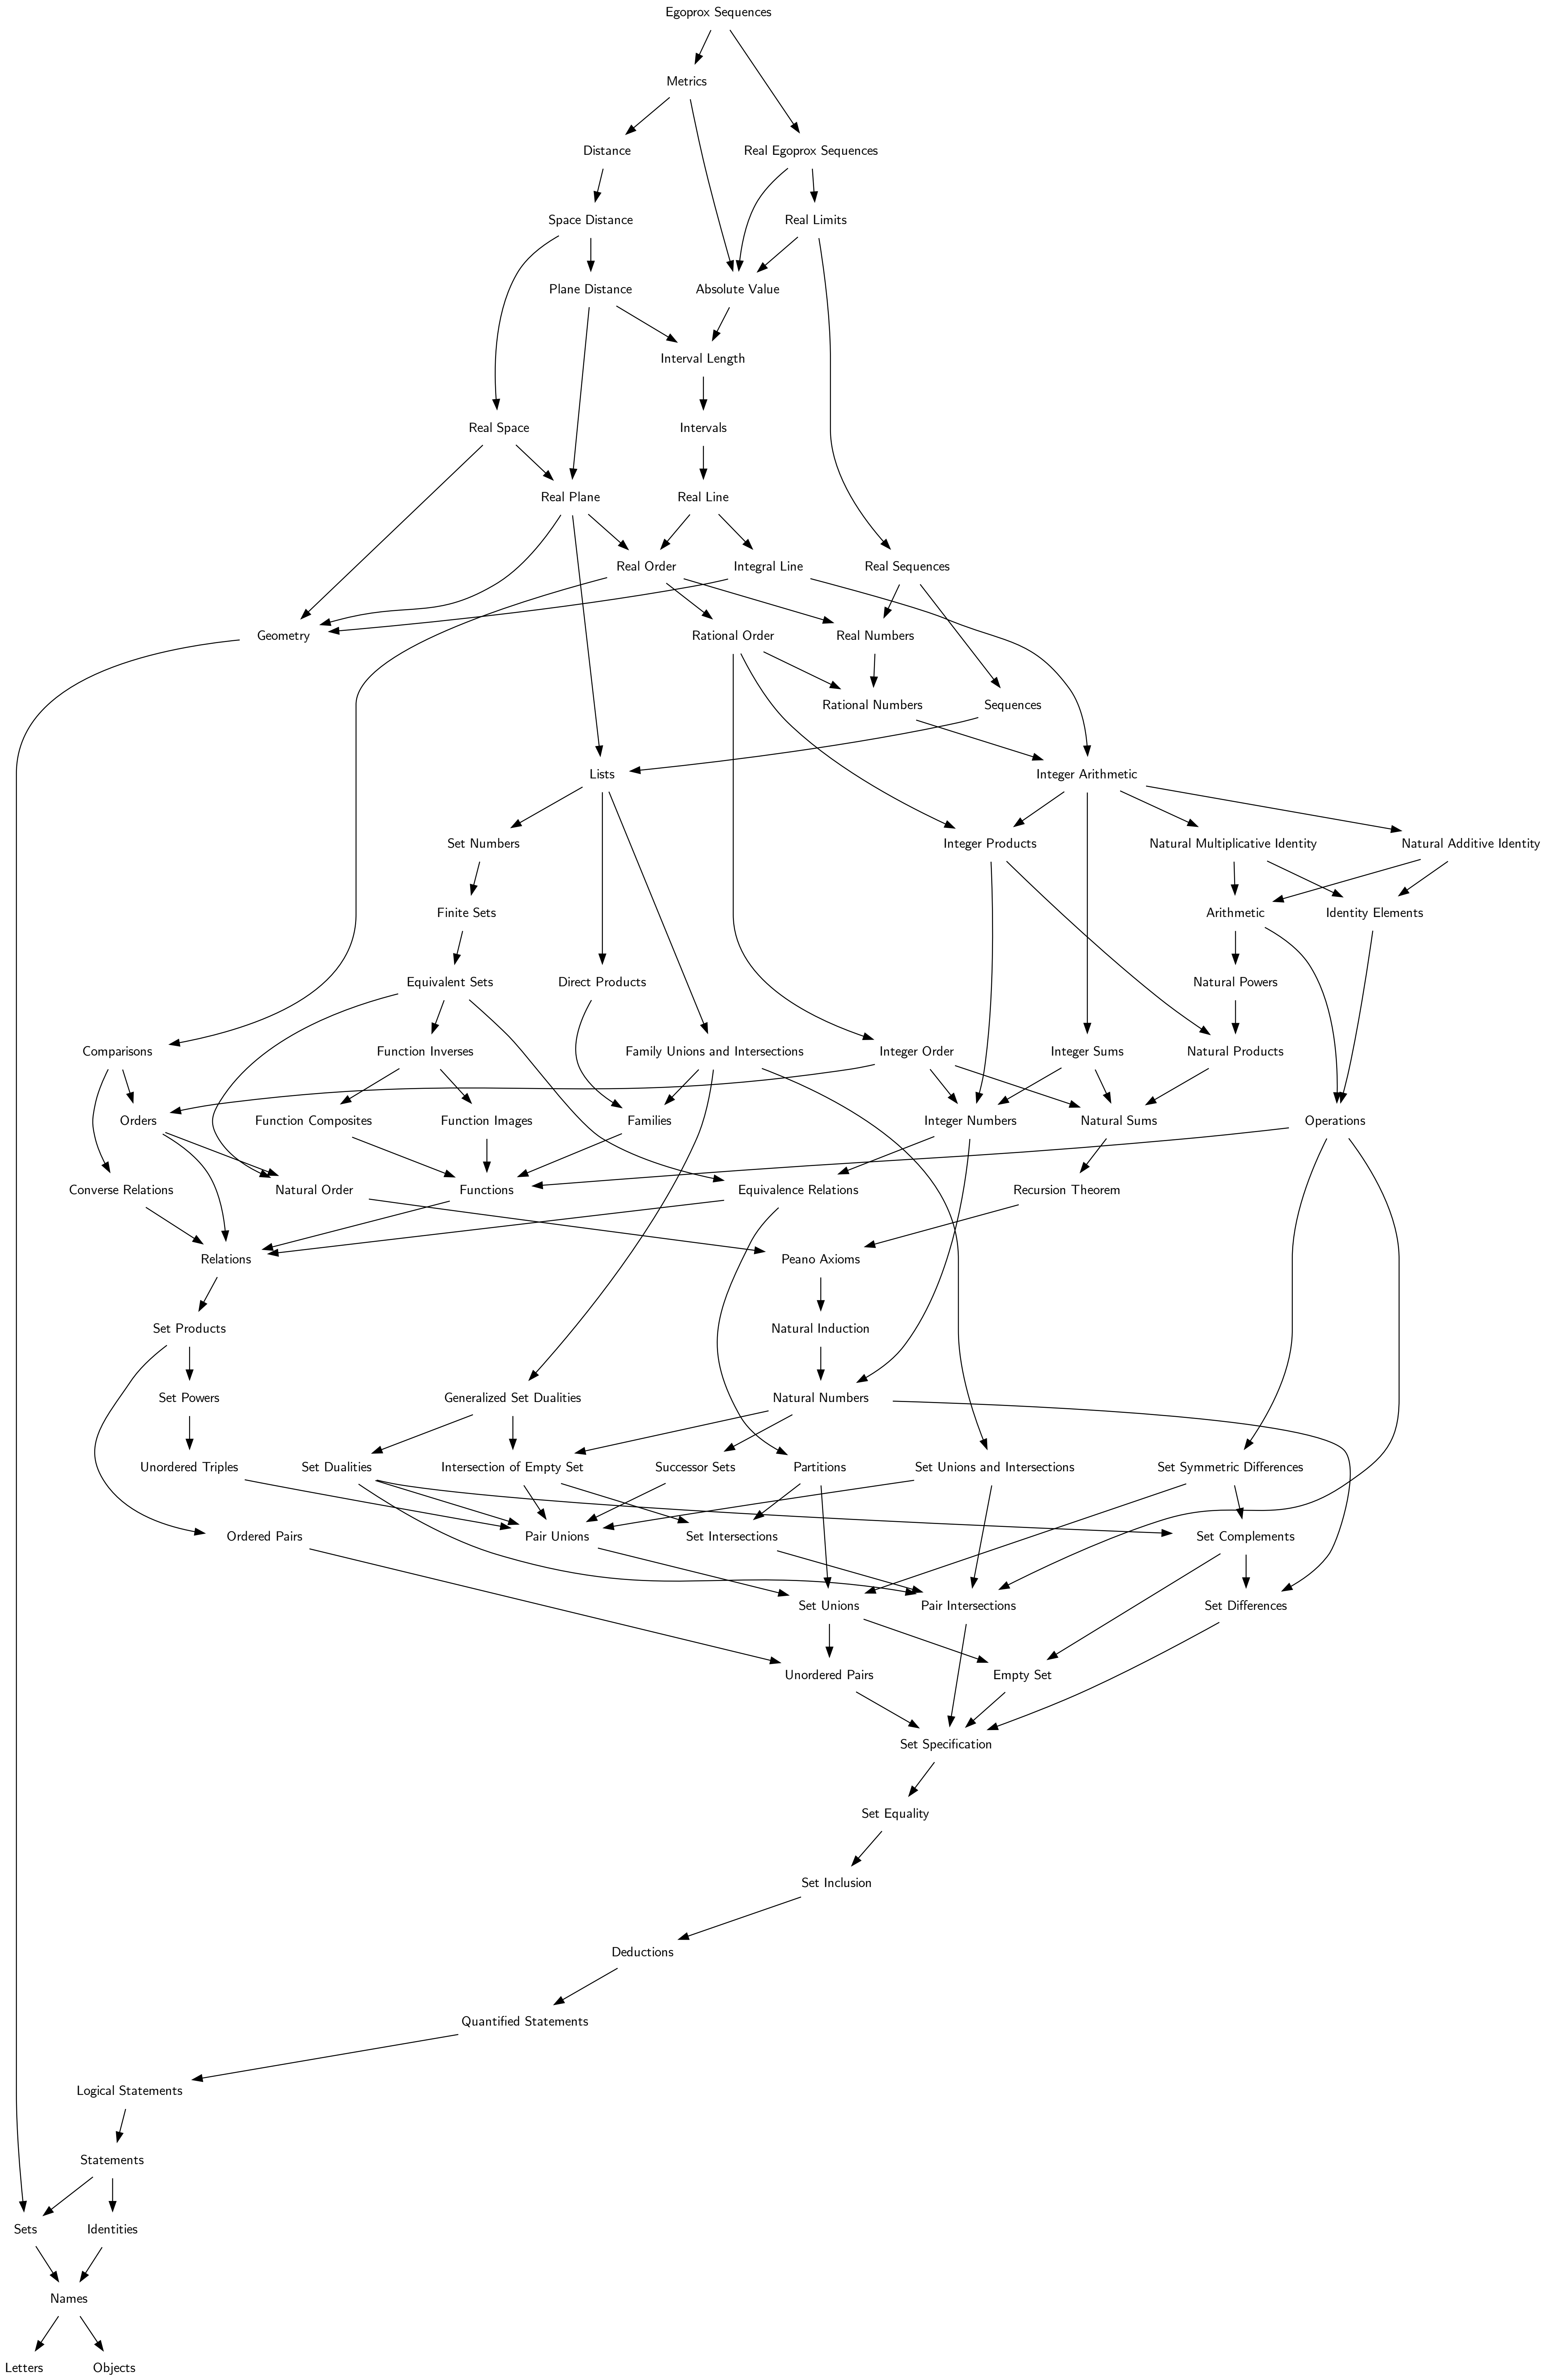 Egoprox Sequences
Metrics
Distance
Real Egoprox Sequences
Space Distance
Real Limits
Plane Distance
Absolute Value
Interval Length
Real Space
Intervals
Real Plane
Real Line
Real Order
Integral Line
Real Sequences
Geometry
Rational Order
Real Numbers
Rational Numbers
Sequences
Lists
Integer Arithmetic
Set Numbers
Integer Products
Natural Multiplicative Identity
Natural Additive Identity
Finite Sets
Arithmetic
Identity Elements
Equivalent Sets
Direct Products
Natural Powers
Comparisons
Function Inverses
Family Unions and Intersections
Integer Order
Integer Sums
Natural Products
Orders
Function Composites
Function Images
Families
Integer Numbers
Natural Sums
Operations
Converse Relations
Natural Order
Functions
Equivalence Relations
Recursion Theorem
Relations
Peano Axioms
Set Products
Natural Induction
Set Powers
Generalized Set Dualities
Natural Numbers
Unordered Triples
Set Dualities
Intersection of Empty Set
Successor Sets
Partitions
Set Unions and Intersections
Set Symmetric Differences
Ordered Pairs
Pair Unions
Set Intersections
Set Complements
Set Unions
Pair Intersections
Set Differences
Unordered Pairs
Empty Set
Set Specification
Set Equality
Set Inclusion
Deductions
Quantified Statements
Logical Statements
Statements
Sets
Identities
Names
Letters
Objects